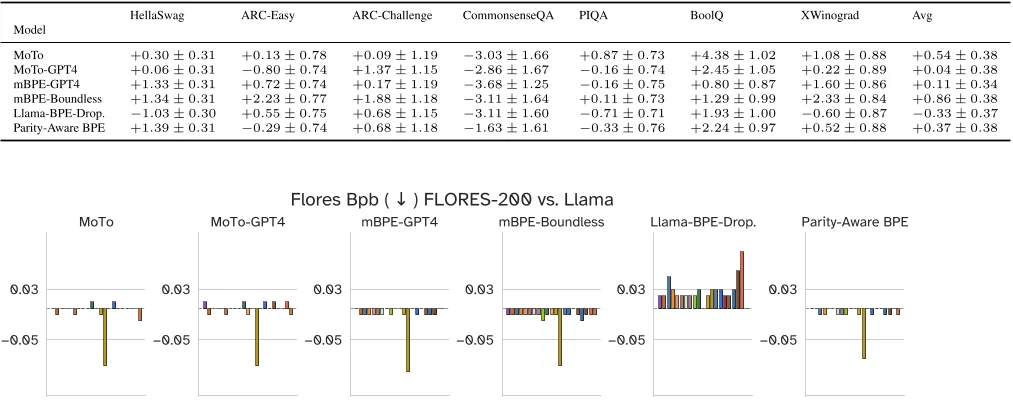 HellaSwag ARC-Easy ARC-Challenge CommonsenseQA PIQA BoolQ XWinograd Avg
Model
MoTo +0.30 ± 0.31 +0.13 ± 0.78 +0.09 ± 1.19 −3.03 ± 1.66 +0.87 ± 0.73 +4.38 ± 1.02 +1.08 ± 0.88 +0.54 ± 0.38
MoTo-GPT4 +0.06 ± 0.31 −0.80 ± 0.74 +1.37 ± 1.15 −2.86 ± 1.67 −0.16 ± 0.74 +2.45 ± 1.05 +0.22 ± 0.89 +0.04 ± 0.38
mBPE-GPT4 +1.33 ± 0.31 +0.72 ± 0.74 +0.17 ± 1.19 −3.68 ± 1.25 −0.16 ± 0.75 +0.80 ± 0.87 +1.60 ± 0.86 +0.11 ± 0.34
mBPE-Boundless +1.34 ± 0.31 +2.23 ± 0.77 +1.88 ± 1.18 −3.11 ± 1.64 +0.11 ± 0.73 +1.29 ± 0.99 +2.33 ± 0.84 +0.86 ± 0.38
Llama-BPE-Drop. −1.03 ± 0.30 +0.55 ± 0.75 +0.68 ± 1.15 −3.11 ± 1.60 −0.71 ± 0.71 +1.93 ± 1.00 −0.60 ± 0.87 −0.33 ± 0.37
Parity-Aware BPE +1.39 ± 0.31 −0.29 ± 0.74 +0.68 ± 1.18 −1.63 ± 1.61 −0.33 ± 0.76 +2.24 ± 0.97 +0.52 ± 0.88 +0.37 ± 0.38
Flores Bpb (↓) FLORES-200 vs. Llama
MoTo MoTo-GPT4 mBPE-GPT4 mBPE-Boundless Llama-BPE-Drop. Parity-Aware BPE
0.03 0.03 0.03 0.03 0.03 0.03
−0.05 −0.05 −0.05 −0.05 −0.05 −0.05